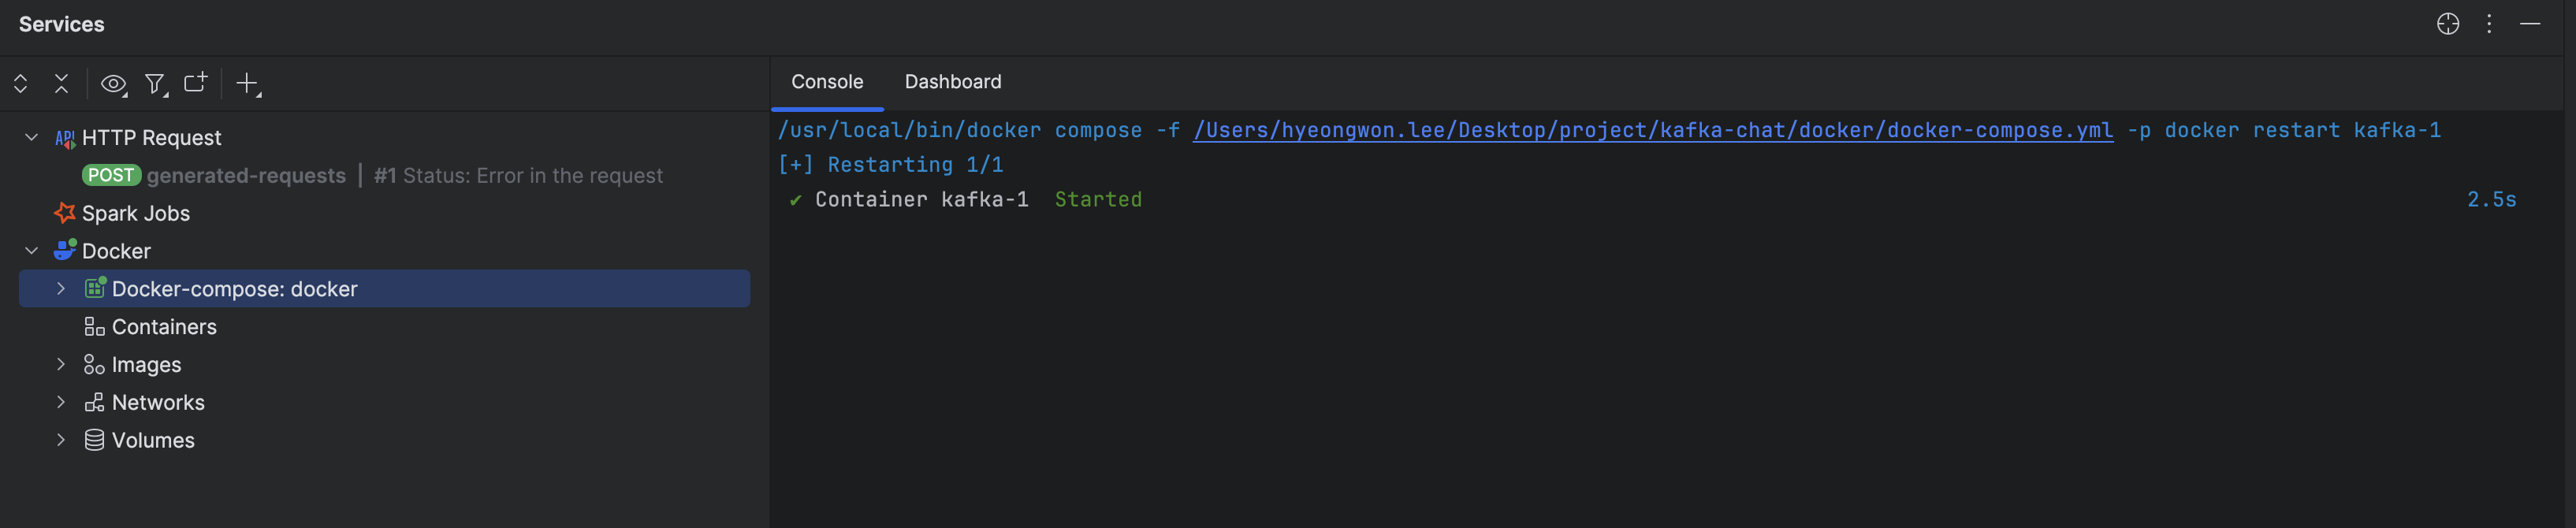 Services
Console Dashboard
HTTP Request
POST generated-requests | #1 Status: Error in the request
Spark Jobs
Docker
Docker-compose: docker
Containers
Images
Networks
Volumes
/usr/local/bin/docker compose -f /Users/hyeongwon.lee/Desktop/project/kafka-chat/docker/docker-compose.yml -p docker restart kafka-1
[+] Restarting 1/1
✔ Container kafka-1 Started 2.5s